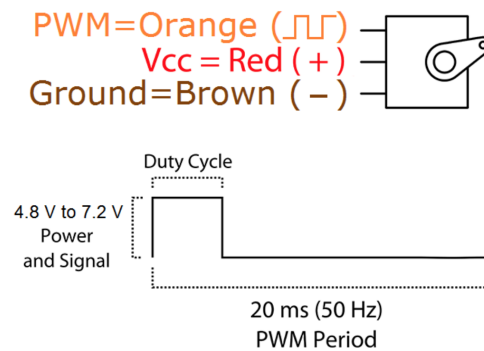 PWM=Orange (⎍⎍)
Vcc = Red ( + )
Ground=Brown ( − )
Duty Cycle
4.8 V to 7.2 V
Power
and Signal
20 ms (50 Hz)
PWM Period